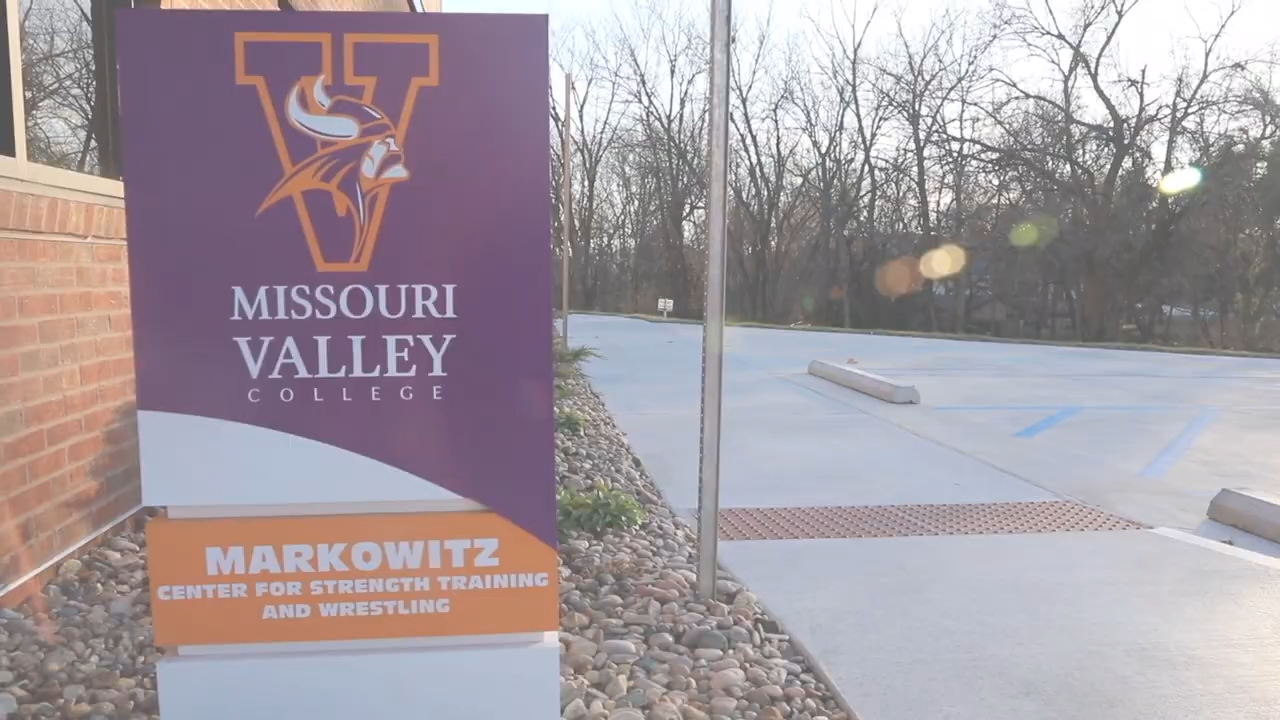 V
MISSOURI
VALLEY
COLLEGE
MARKOWITZ
CENTER FOR STRENGTH TRAINING
AND WRESTLING